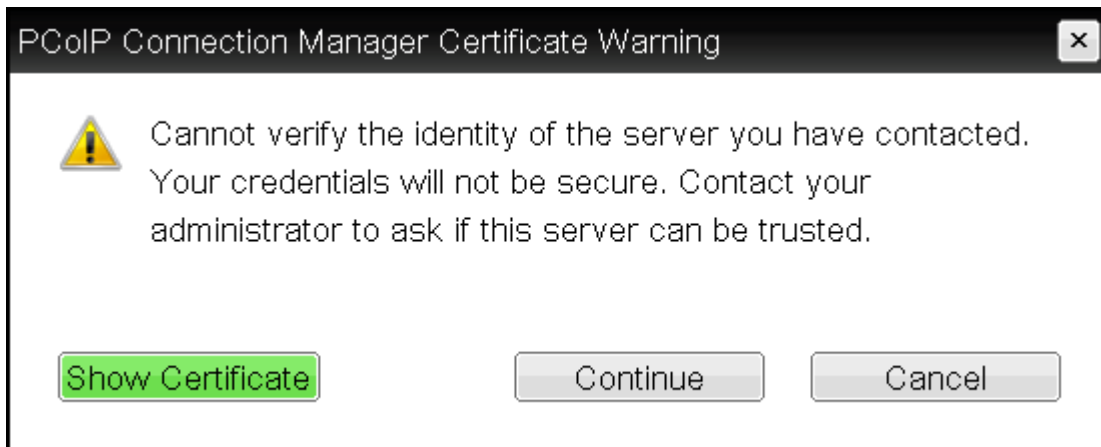 PCoIP Connection Manager Certificate Warning
Cannot verify the identity of the server you have contacted.
Your credentials will not be secure. Contact your
administrator to ask if this server can be trusted.
Show Certificate Continue Cancel